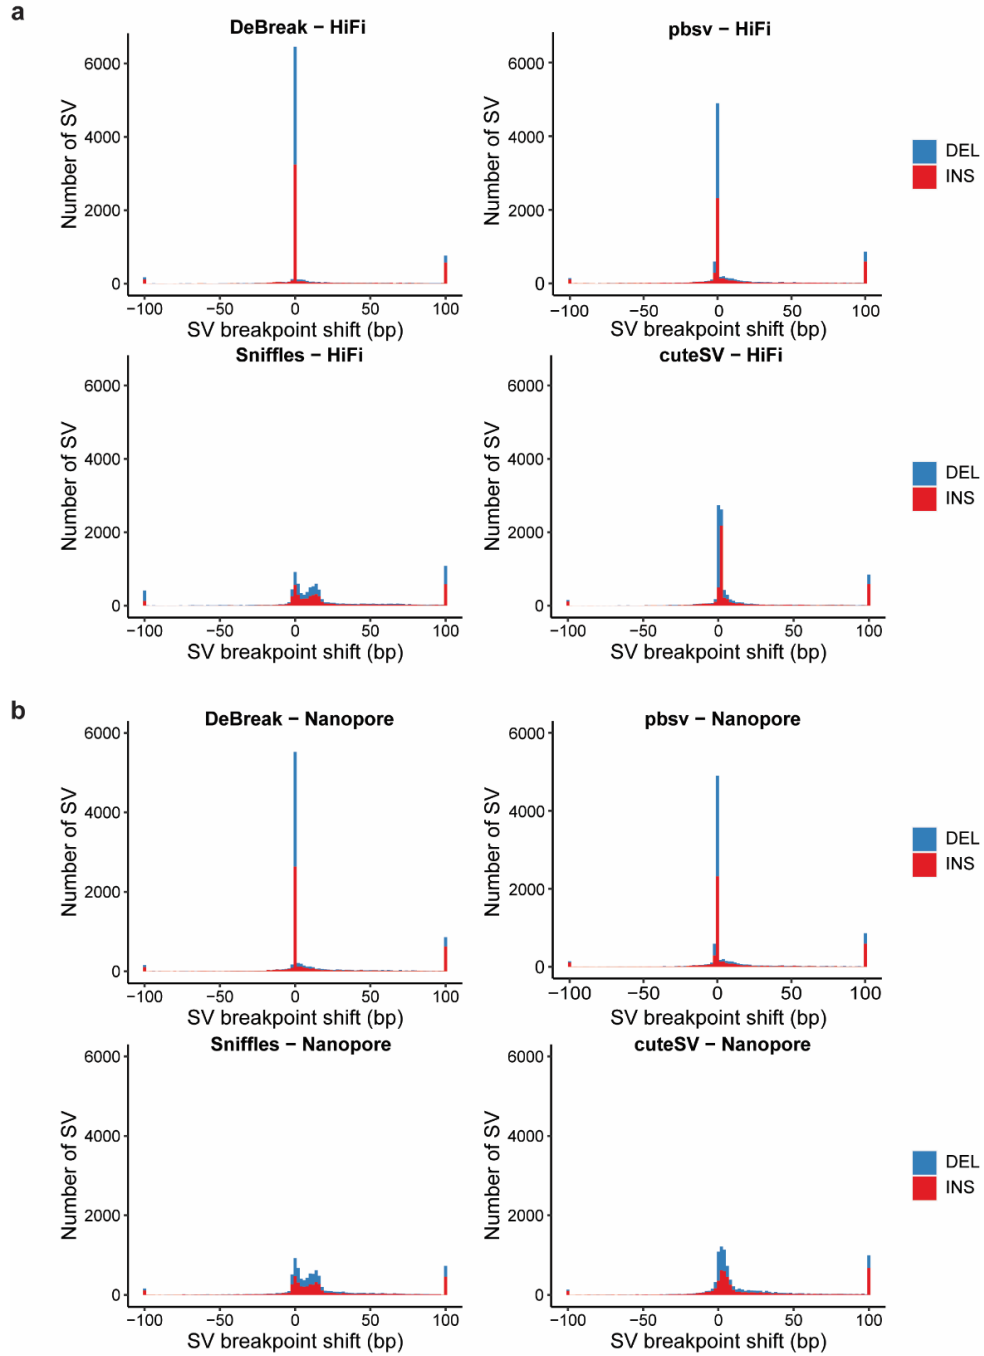 a
DeBreak − HiFi
6000
4000
2000
0
Number of SV
−100 −50 0 50 100
SV breakpoint shift (bp)
pbsv − HiFi
6000
4000
2000
0
Number of SV
−100 −50 0 50 100
SV breakpoint shift (bp)
DEL
INS
Sniffles − HiFi
6000
4000
2000
0
Number of SV
−100 −50 0 50 100
SV breakpoint shift (bp)
cuteSV − HiFi
6000
4000
2000
0
Number of SV
−100 −50 0 50 100
SV breakpoint shift (bp)
DEL
INS
b
DeBreak − Nanopore
6000
4000
2000
0
Number of SV
−100 −50 0 50 100
SV breakpoint shift (bp)
pbsv − Nanopore
6000
4000
2000
0
Number of SV
−100 −50 0 50 100
SV breakpoint shift (bp)
DEL
INS
Sniffles − Nanopore
6000
4000
2000
0
Number of SV
−100 −50 0 50 100
SV breakpoint shift (bp)
cuteSV − Nanopore
6000
4000
2000
0
Number of SV
−100 −50 0 50 100
SV breakpoint shift (bp)
DEL
INS